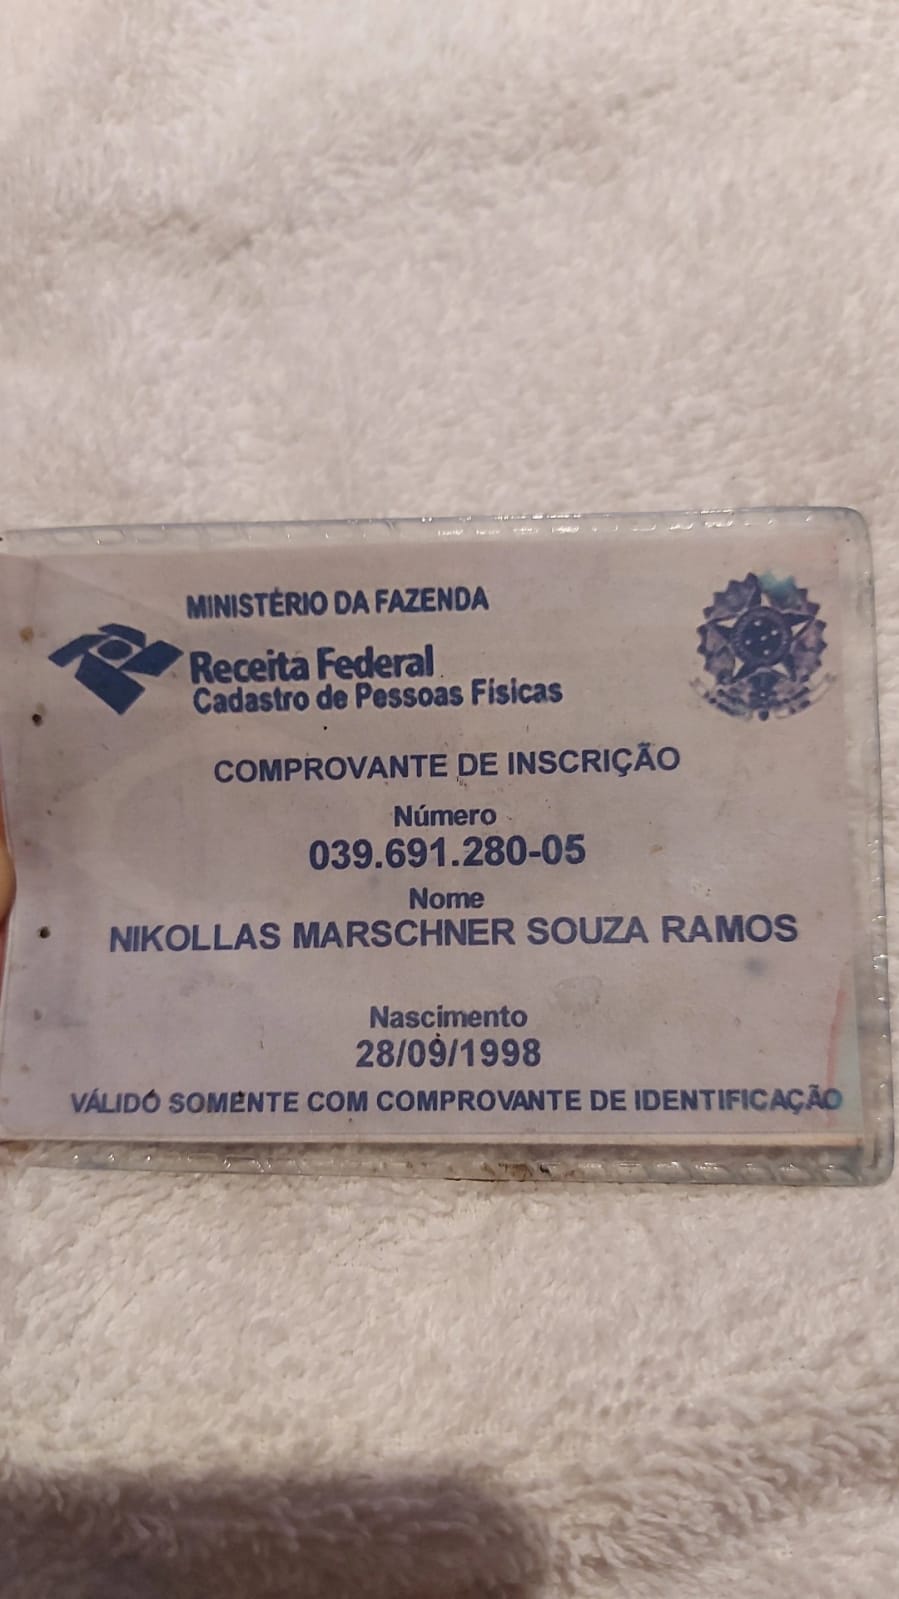 MINISTÉRIO DA FAZENDA
Receita Federal
Cadastro de Pessoas Físicas
COMPROVANTE DE INSCRIÇÃO
Número
039.691.280-05
Nome
NIKOLLAS MARSCHNER SOUZA RAMOS
Nascimento
28/09/1998
VÁLIDO SOMENTE COM COMPROVANTE DE IDENTIFICAÇÃO